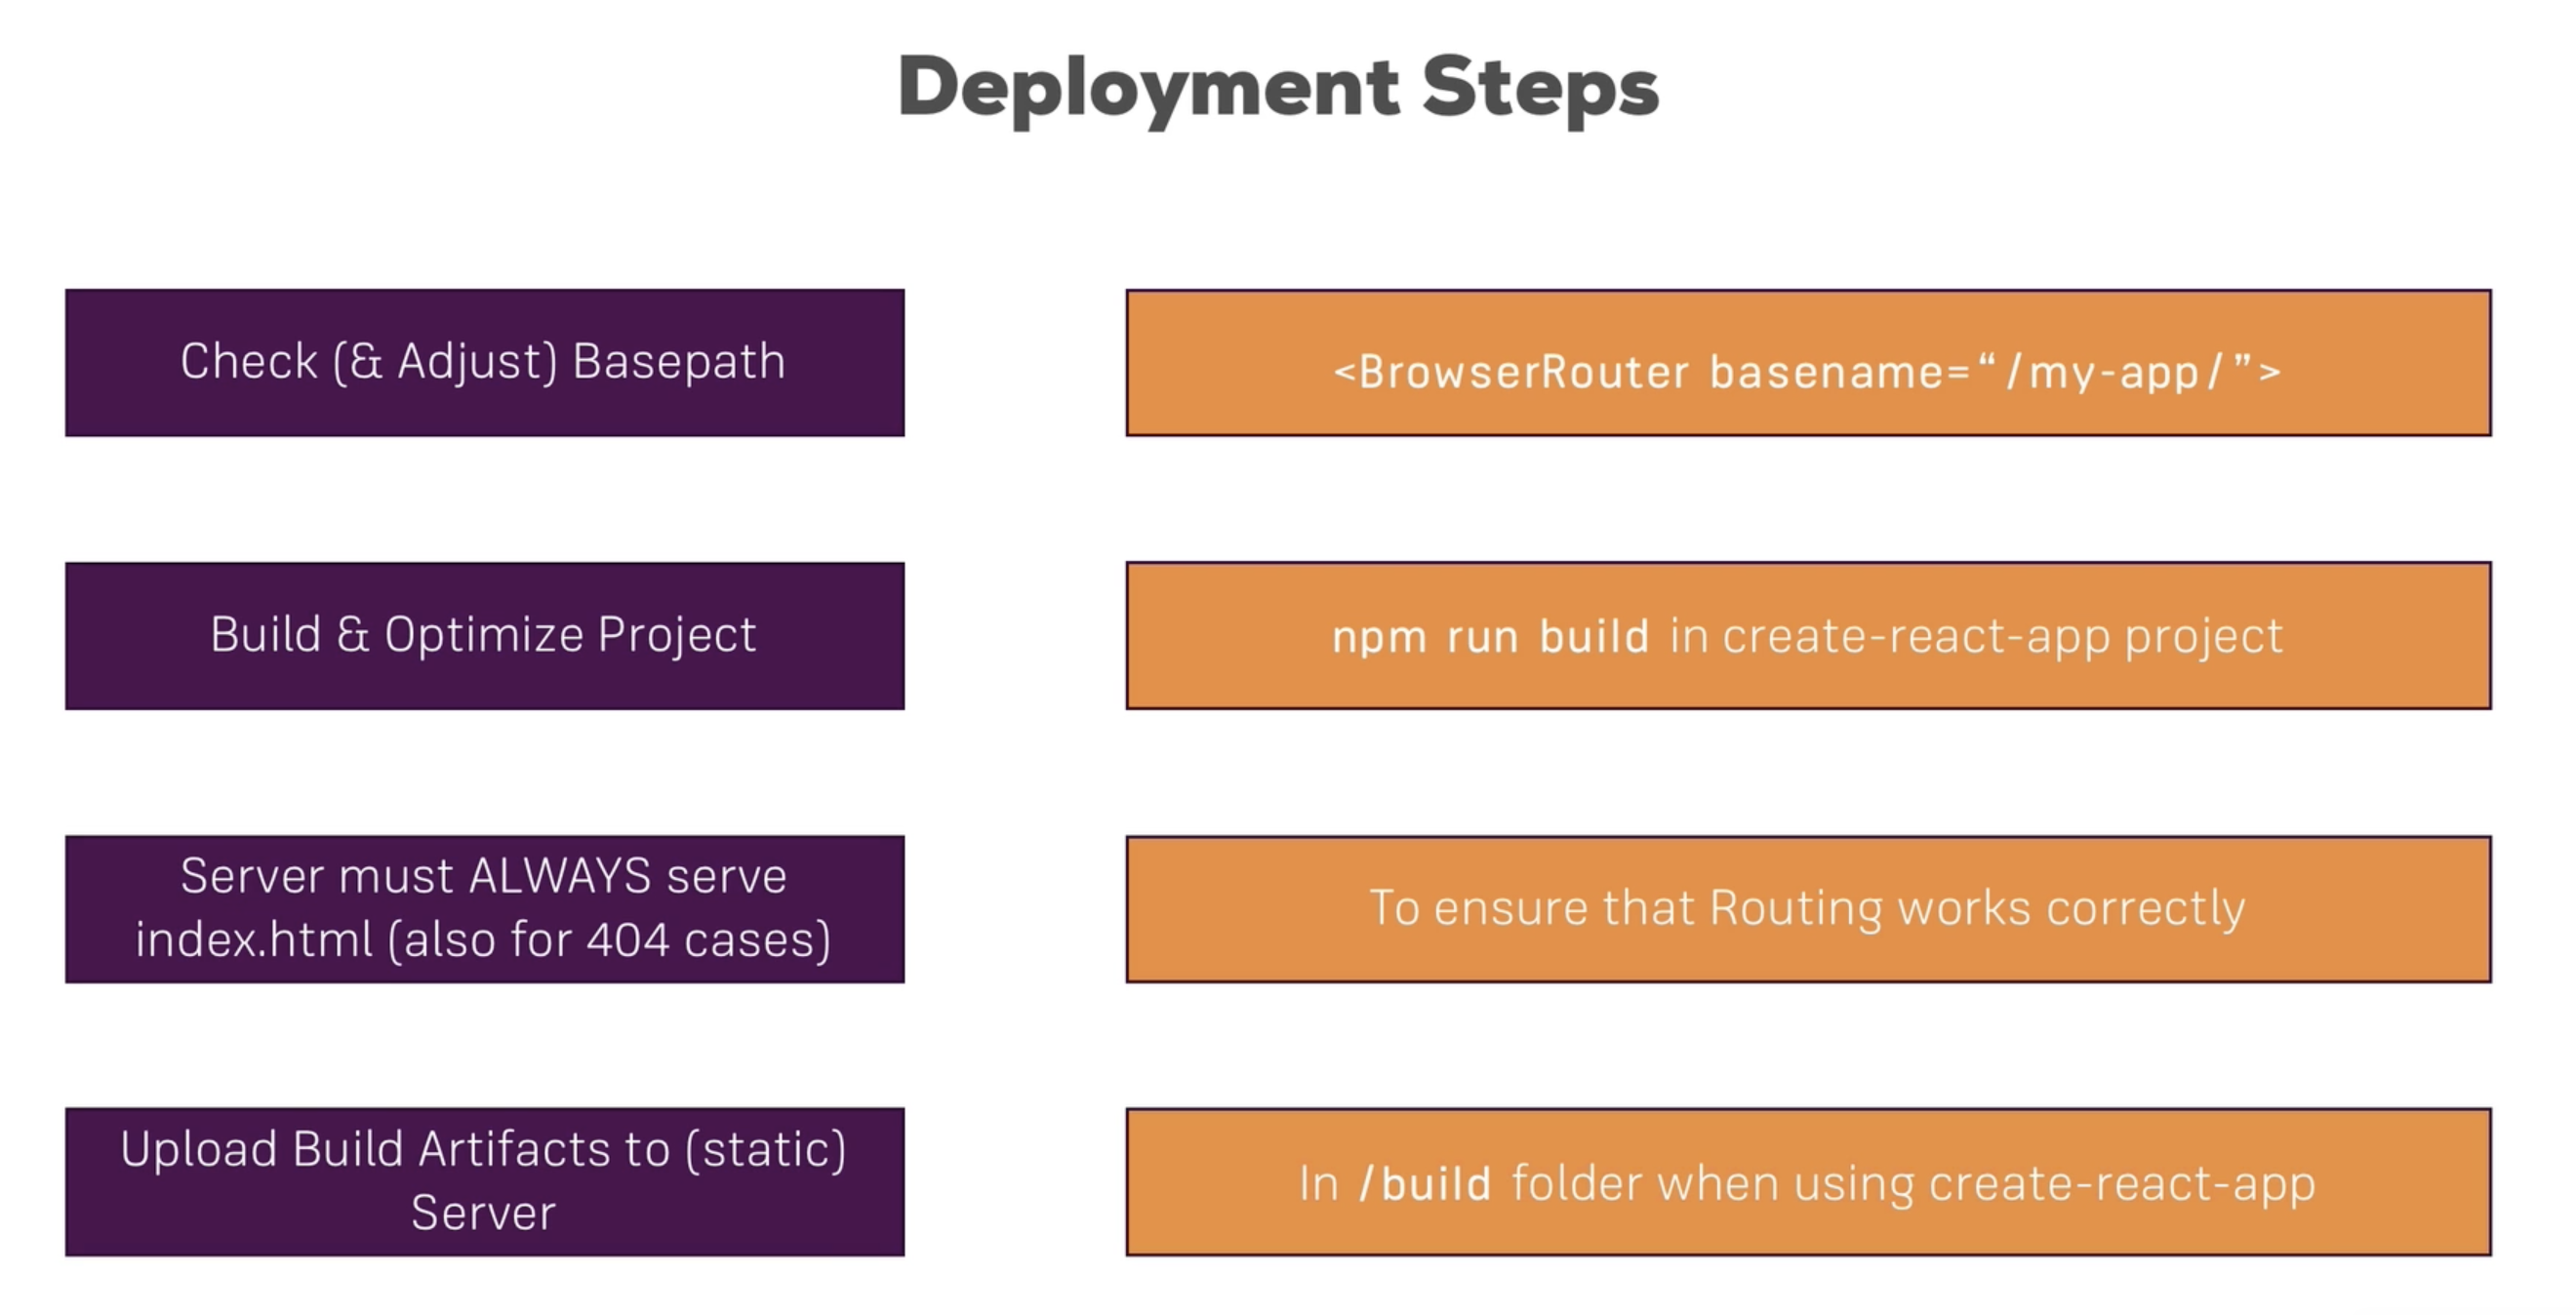 Deployment Steps
Check (& Adjust) Basepath
<BrowserRouter basename=“/my-app/”>
Build & Optimize Project
npm run build in create-react-app project
Server must ALWAYS serve
index.html (also for 404 cases)
To ensure that Routing works correctly
Upload Build Artifacts to (static)
Server
In /build folder when using create-react-app